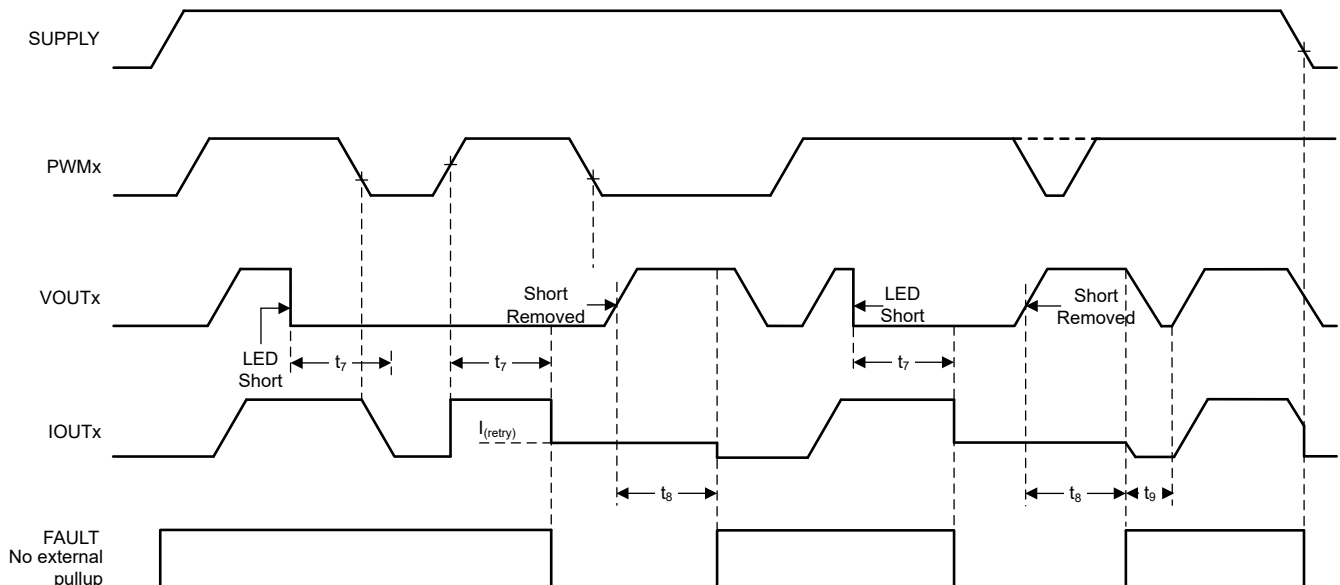 SUPPLY
PWMx
VOUTx
LED
Short
t7
t7
Short
Removed
LED
Short
t7
Short
Removed
IOUTx
I(retry)
t8
t8
t9
FAULT
No external
pullup